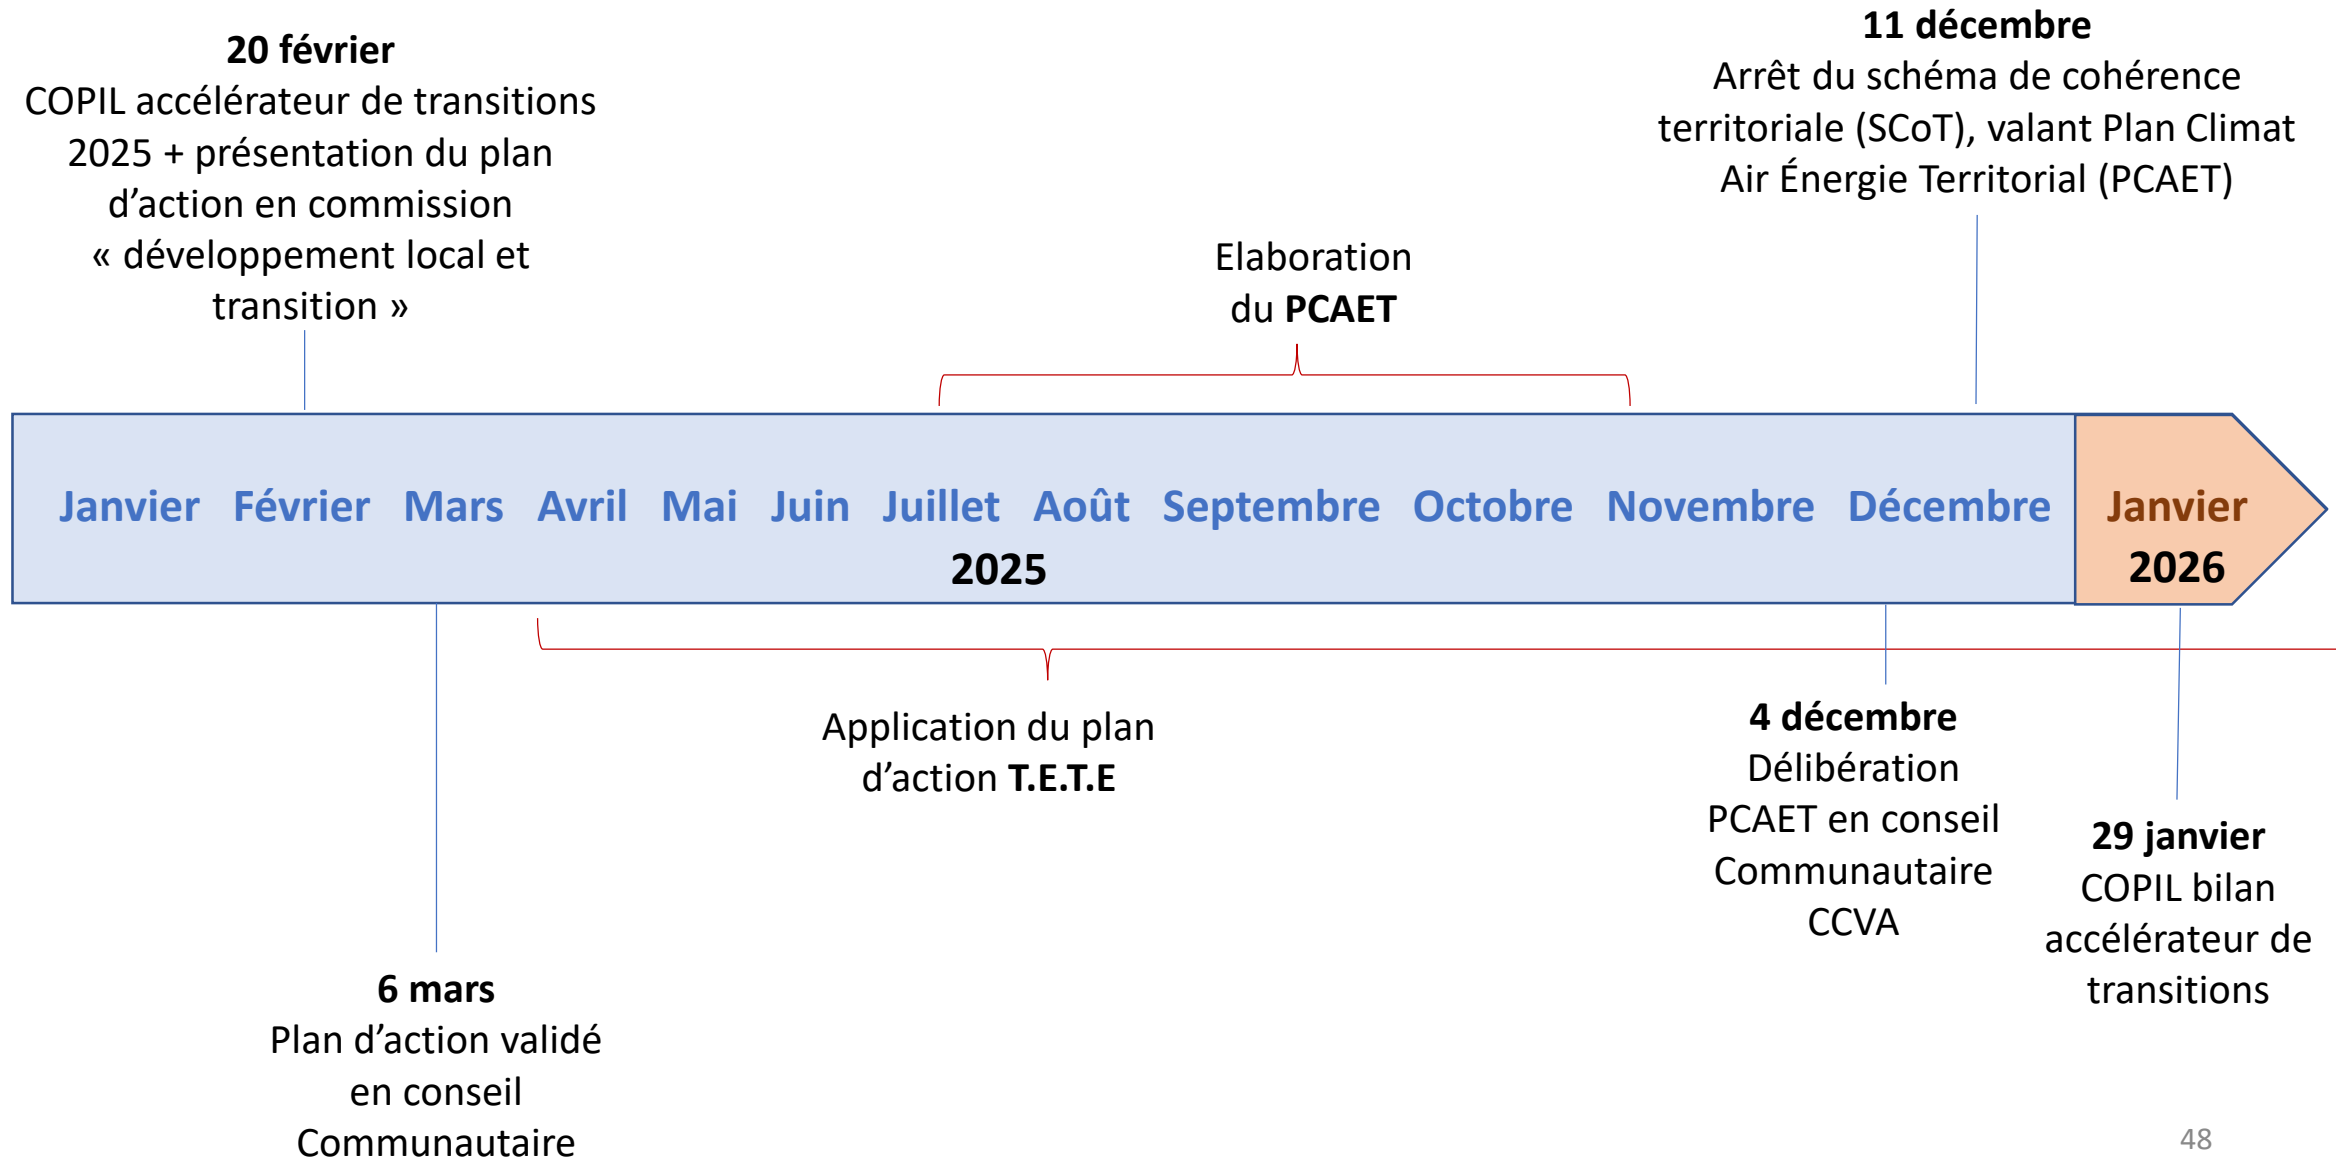 20 février
COPIL accélérateur de transitions
2025 + présentation du plan
d’action en commission
« développement local et
transition »
Elaboration
du PCAET
11 décembre
Arrêt du schéma de cohérence
territoriale (SCoT), valant Plan Climat
Air Énergie Territorial (PCAET)
Janvier Février Mars Avril Mai Juin Juillet Août Septembre Octobre Novembre Décembre Janvier
2025 2026
6 mars
Plan d’action validé
en conseil
Communautaire
Application du plan
d’action T.E.T.E
4 décembre
Délibération
PCAET en conseil
Communautaire
CCVA
29 janvier
COPIL bilan
accélérateur de
transitions
48